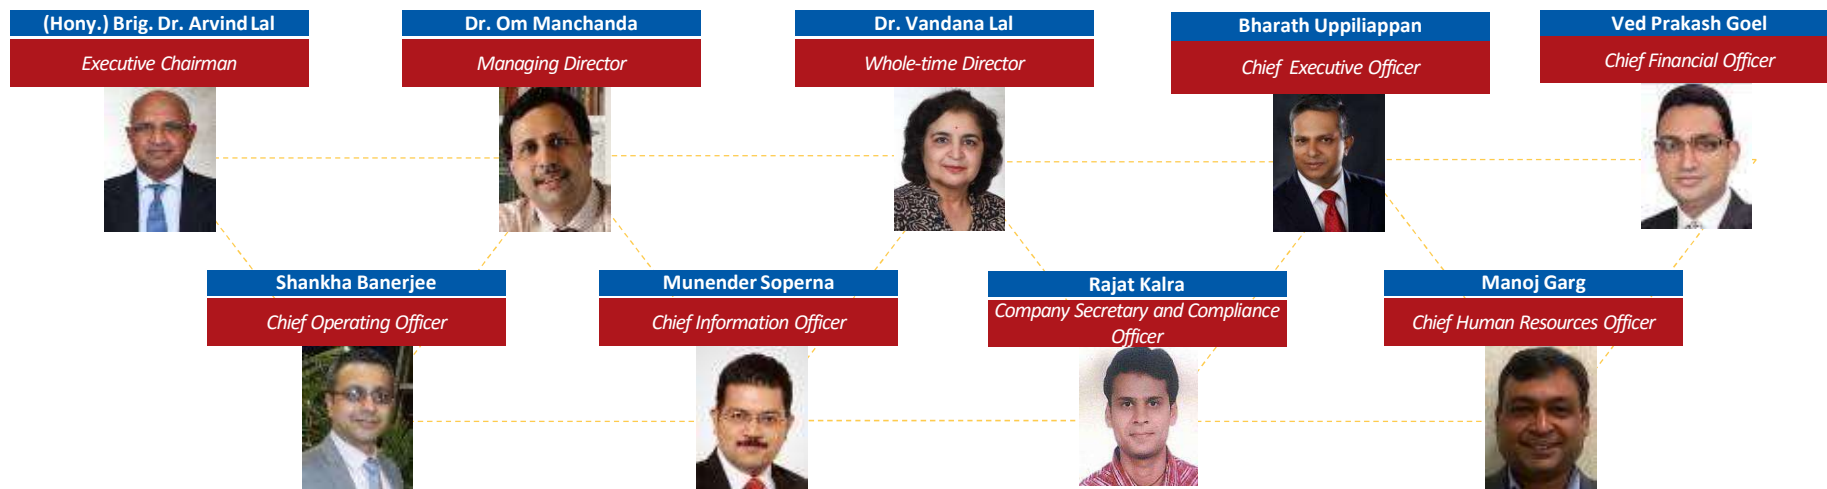 (Hony.) Brig. Dr. Arvind Lal
Executive Chairman
Dr. Om Manchanda
Managing Director
Dr. Vandana Lal
Whole-time Director
Bharath Uppiliappan
Chief Executive Officer
Ved Prakash Goel
Chief Financial Officer
Shankha Banerjee
Chief Operating Officer
Munender Soperna
Chief Information Officer
Rajat Kalra
Company Secretary and Compliance
Officer
Manoj Garg
Chief Human Resources Officer